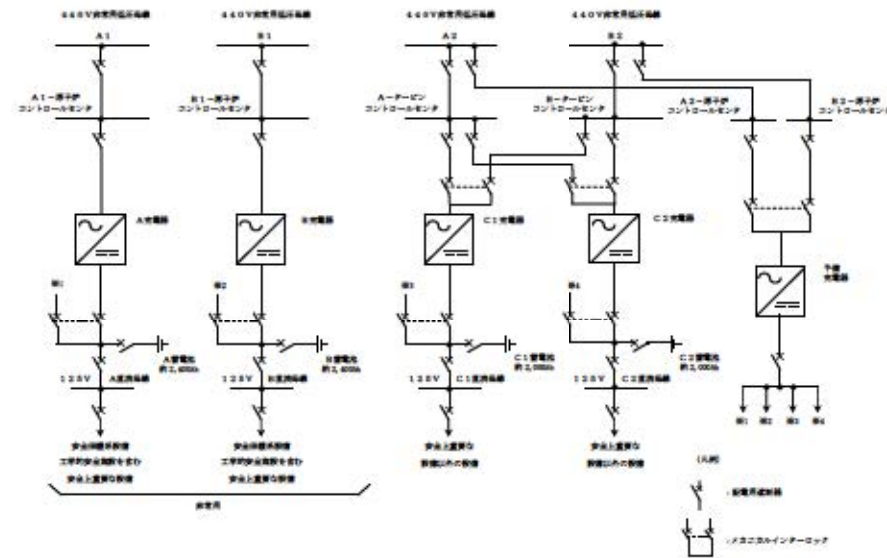 440V非常用低圧母線
440V非常用低圧母線
440V非常用低圧母線
440V非常用低圧母線
A1
B1
A2
B2
A1-原子炉
コントロールセンタ
B1-原子炉
コントロールセンタ
A-タービン
コントロールセンタ
B-タービン
コントロールセンタ
A2-原子炉
コントロールセンタ
B2-原子炉
コントロールセンタ
A充電器
B充電器
C1充電器
C2充電器
予備
充電器
※1
※2
※3
※4
A蓄電池
約2,400Ah
B蓄電池
約2,400Ah
C1蓄電池
約2,000Ah
C2蓄電池
約2,000Ah
125V A直流母線
125V B直流母線
125V C1直流母線
125V C2直流母線
※1 ※2 ※3 ※4
安全保護系設備
工学的安全施設を含む
安全上重要な設備
安全保護系設備
工学的安全施設を含む
安全上重要な設備
安全上重要な
設備以外の設備
安全上重要な
設備以外の設備
非常用
(凡例)
:配電用遮断器
:メカニカルインターロック